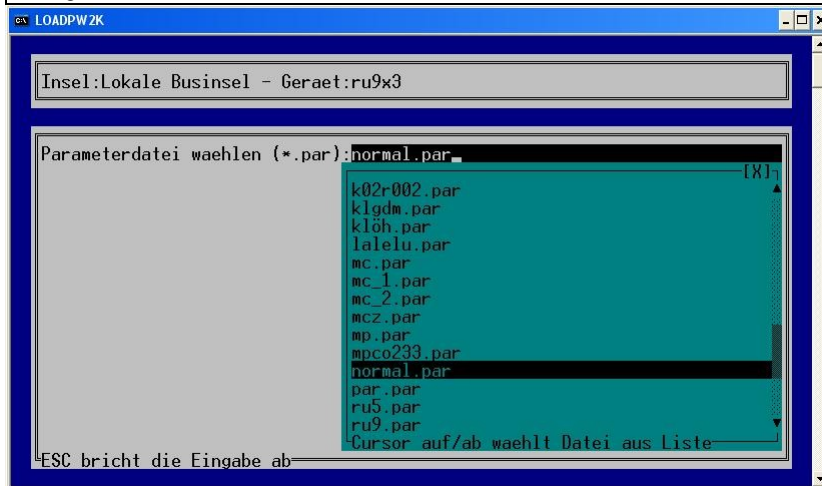 LOADPW2K
Insel:Lokale Businsel - Geraet:ru9x3
Parameterdatei waehlen (*.par):normal.par_
[X]
k02r002.par
klgdm.par
klöh.par
lalelu.par
mc.par
mc_1.par
mc_2.par
mcz.par
mp.par
mpco233.par
normal.par
par.par
ru5.par
ru9.par
Cursor auf/ab waehlt Datei aus Liste
ESC bricht die Eingabe ab